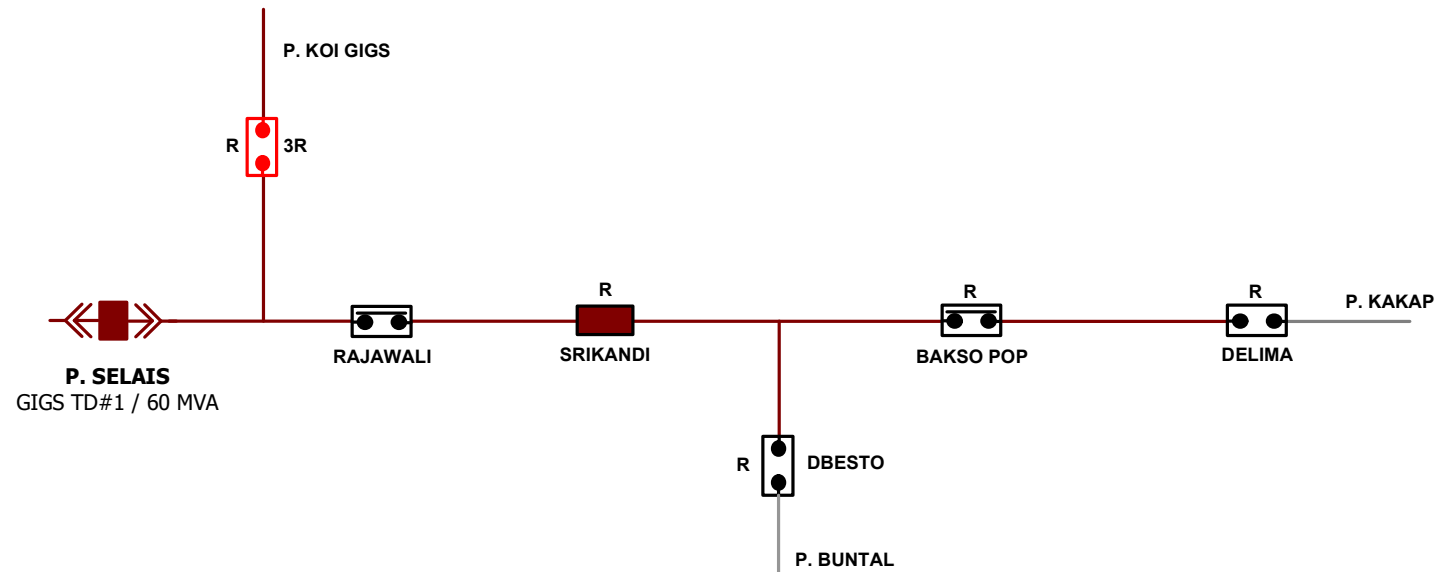 P. KOI GIGS
R
3R
R
R
R
P. KAKAP
RAJAWALI
SRIKANDI
BAKSO POP
DELIMA
P. SELAIS
GIGS TD#1 / 60 MVA
R
DBESTO
P. BUNTAL